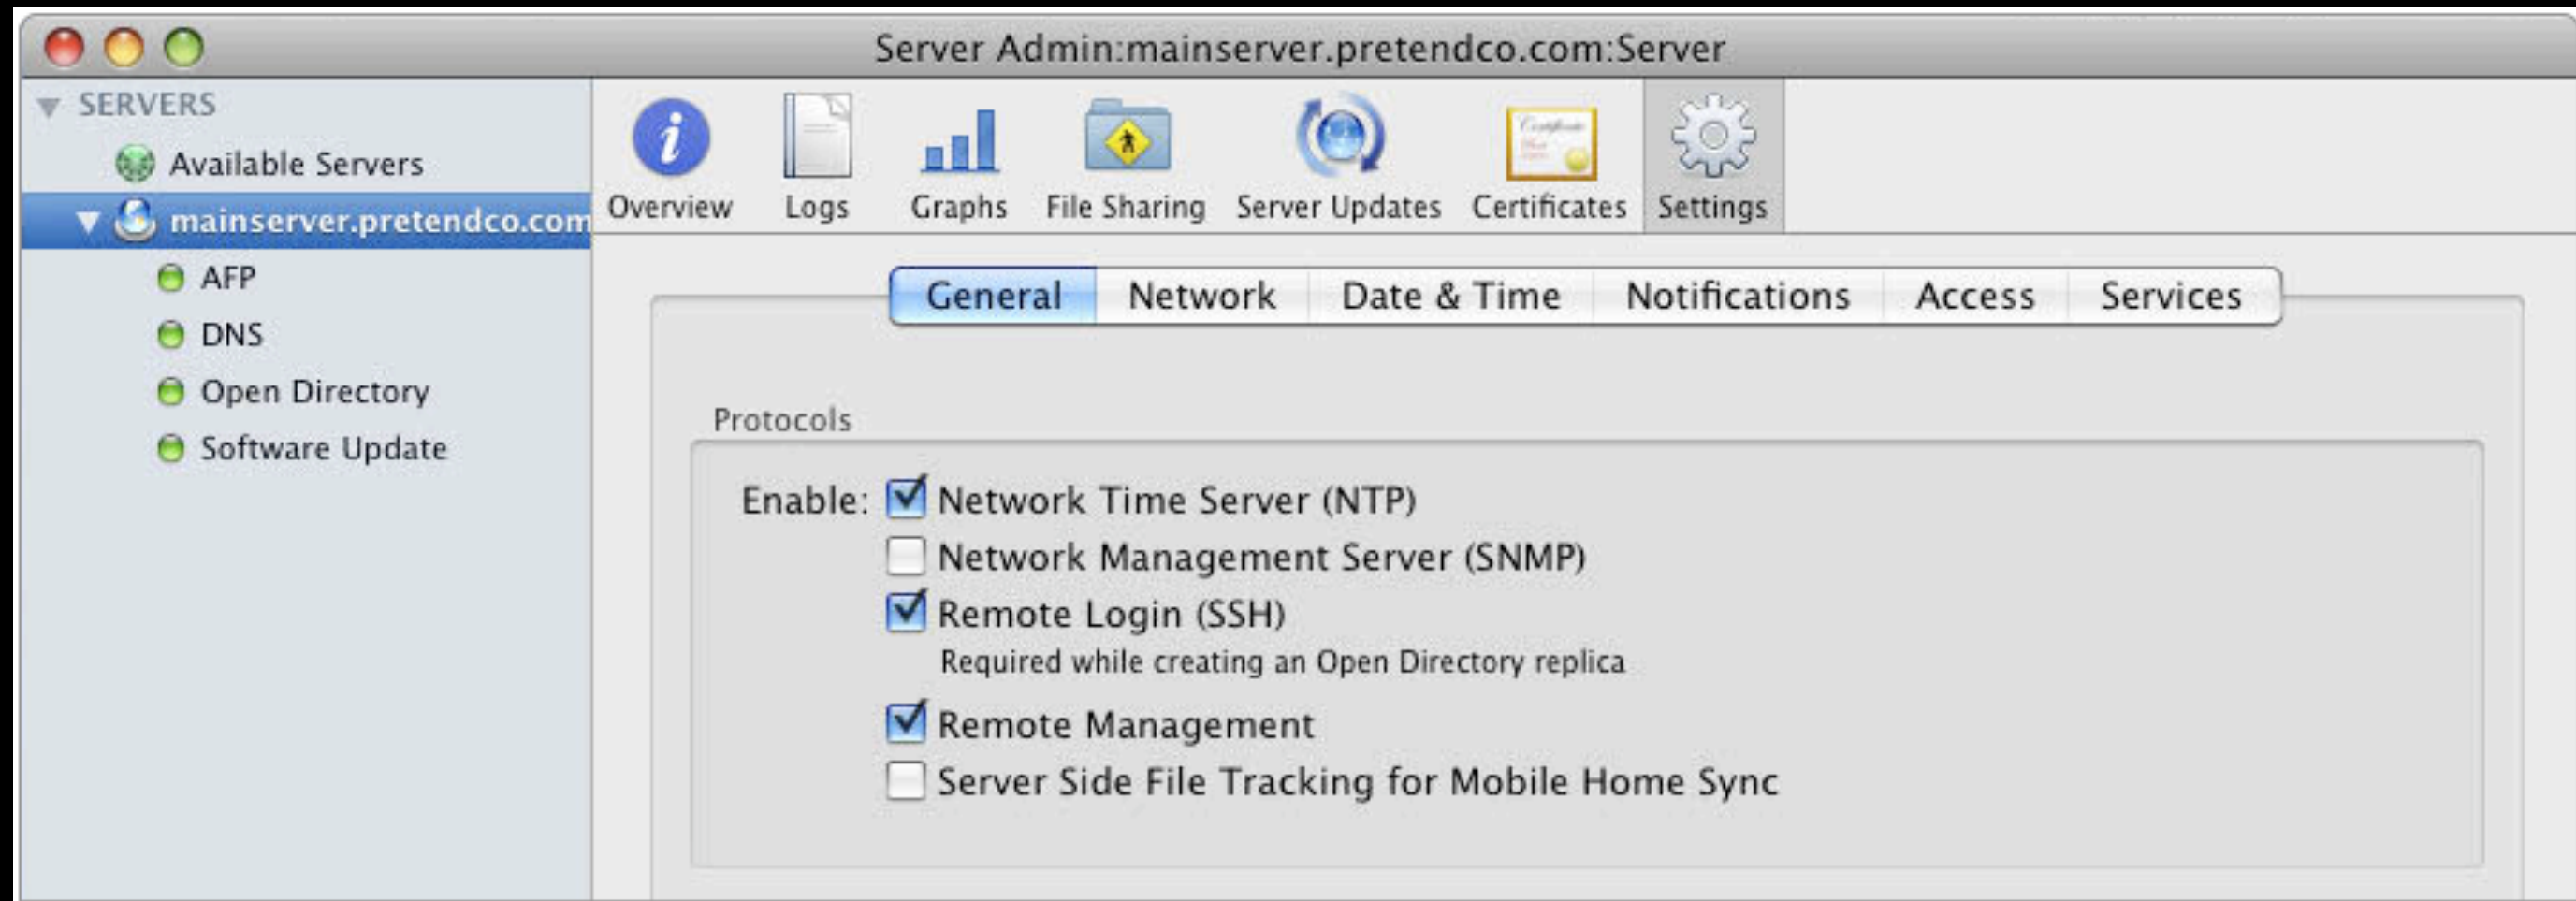 Server Admin:mainserver.pretendco.com:Server
SERVERS
Available Servers
mainserver.pretendco.com
AFP
DNS
Open Directory
Software Update
Overview Logs Graphs File Sharing Server Updates Certificates Settings
General Network Date & Time Notifications Access Services
Protocols
Enable: Network Time Server (NTP)
Network Management Server (SNMP)
Remote Login (SSH)
Required while creating an Open Directory replica
Remote Management
Server Side File Tracking for Mobile Home Sync